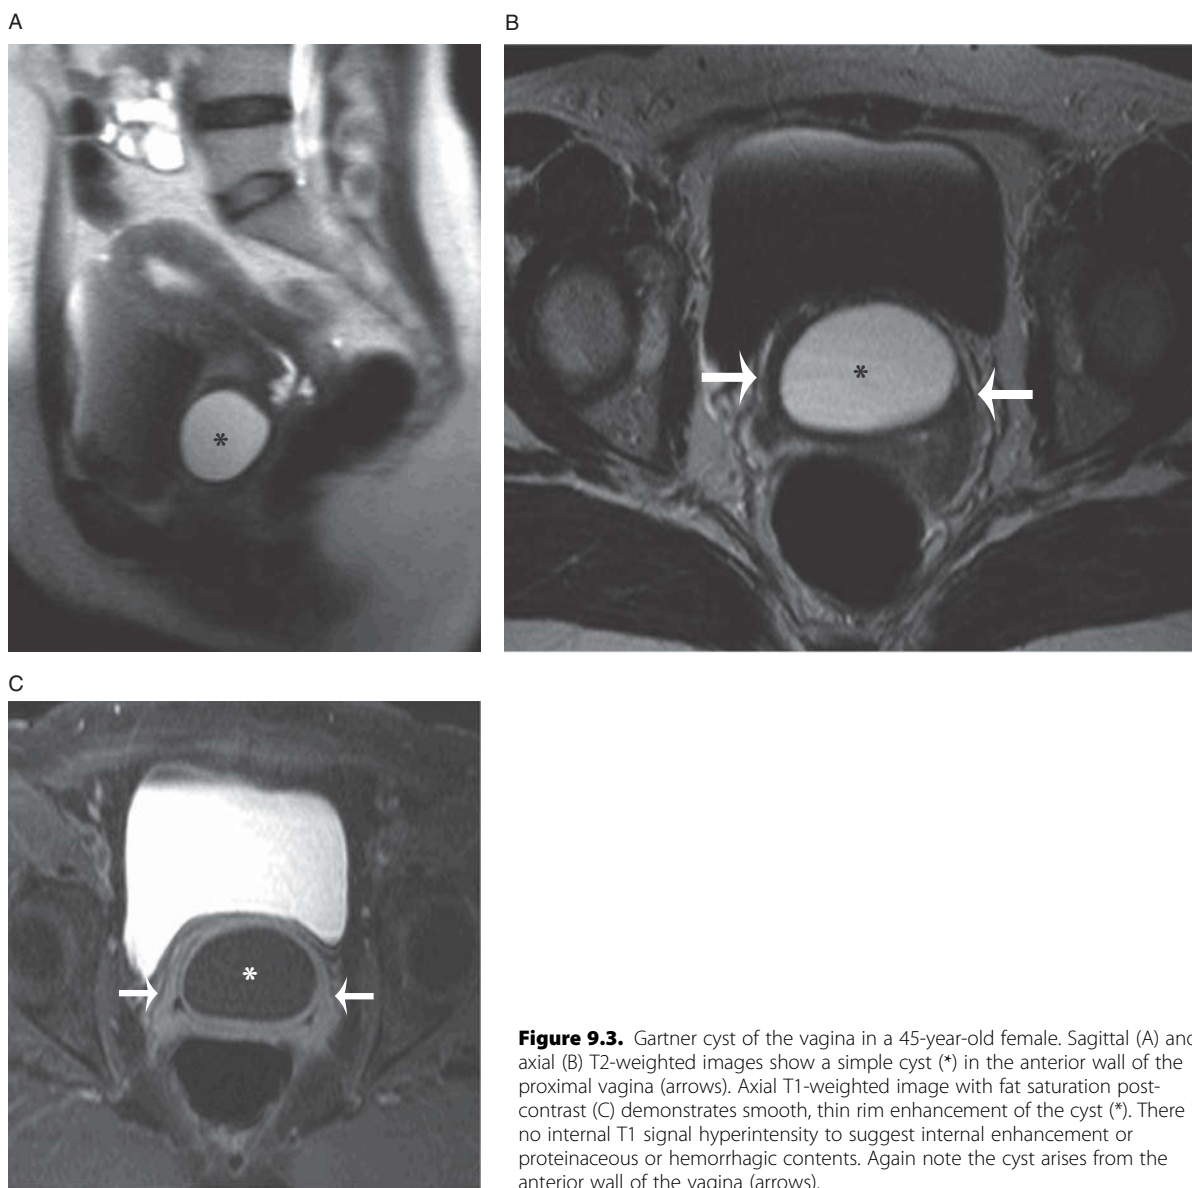 A
B
C
Figure 9.3. Gartner cyst of the vagina in a 45-year-old female. Sagittal (A) and
axial (B) T2-weighted images show a simple cyst (*) in the anterior wall of the
proximal vagina (arrows). Axial T1-weighted image with fat saturation post-
contrast (C) demonstrates smooth, thin rim enhancement of the cyst (*). There
no internal T1 signal hyperintensity to suggest internal enhancement or
proteinaceous or hemorrhagic contents. Again note the cyst arises from the
anterior wall of the vagina (arrows).